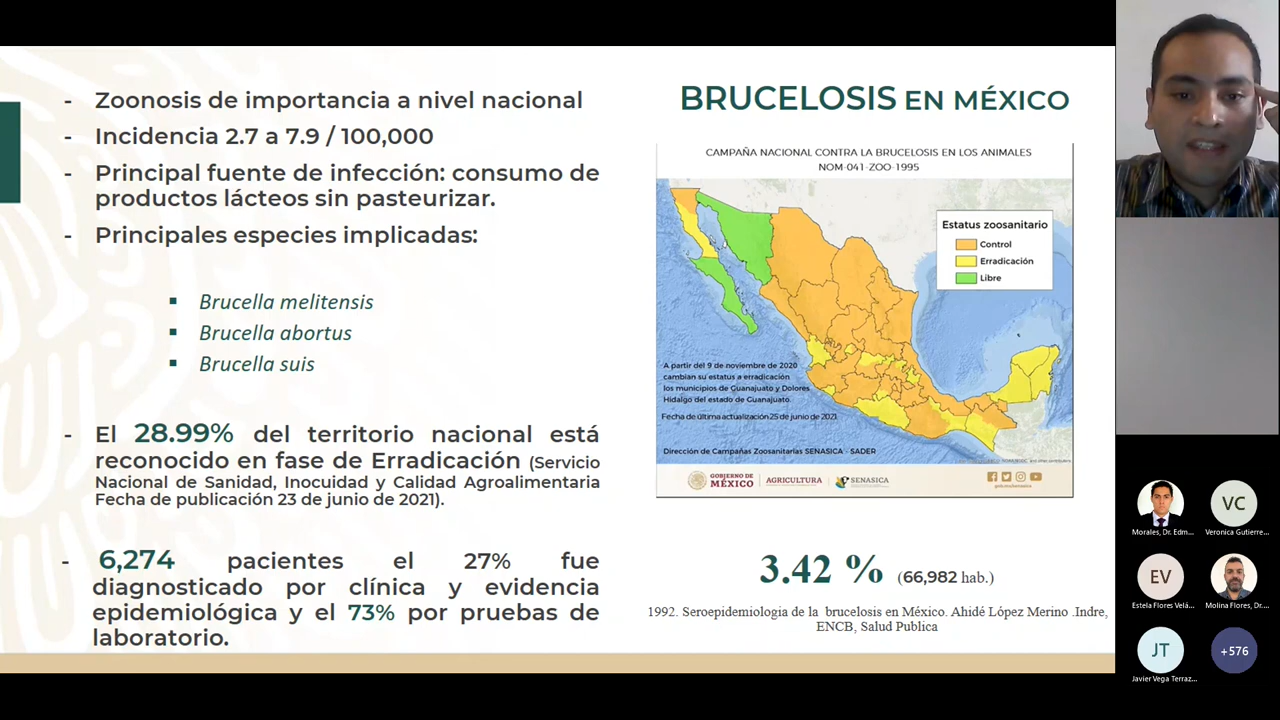 - Zoonosis de importancia a nivel nacional
- Incidencia 2.7 a 7.9 / 100,000
- Principal fuente de infección: consumo de
productos lácteos sin pasteurizar.
- Principales especies implicadas:
▪ Brucella melitensis
▪ Brucella abortus
▪ Brucella suis
- El 28.99% del territorio nacional está
reconocido en fase de Erradicación (Servicio
Nacional de Sanidad, Inocuidad y Calidad Agroalimentaria
Fecha de publicación 23 de junio de 2021).
- 6,274 pacientes el 27% fue
diagnosticado por clínica y evidencia
epidemiológica y el 73% por pruebas de
laboratorio.
BRUCELOSIS EN MÉXICO
CAMPAÑA NACIONAL CONTRA LA BRUCELOSIS EN LOS ANIMALES
NOM-041-ZOO-1995
Estatus zoosanitario
Control
Erradicación
Libre
A partir del 9 de noviembre de 2020
cambian su estatus a erradicación
los municipios de Guanajuato y Dolores
Hidalgo del estado de Guanajuato.
Fecha de última actualización 25 de junio de 2021
Dirección de Campañas Zoosanitarias SENASICA - SADER
GOBIERNO DE
MÉXICO
AGRICULTURA
SENASICA
gob.mx/senasica
3.42 % (66,982 hab.)
1992. Seroepidemiologia de la brucelosis en México. Ahidé López Merino .Indre,
ENCB, Salud Publica
Morales, Dr. Edm...
VC
Veronica Gutierre...
EV
Estela Flores Velá...
Molina Flores, Dr....
JT
Javier Vega Terraz...
+576